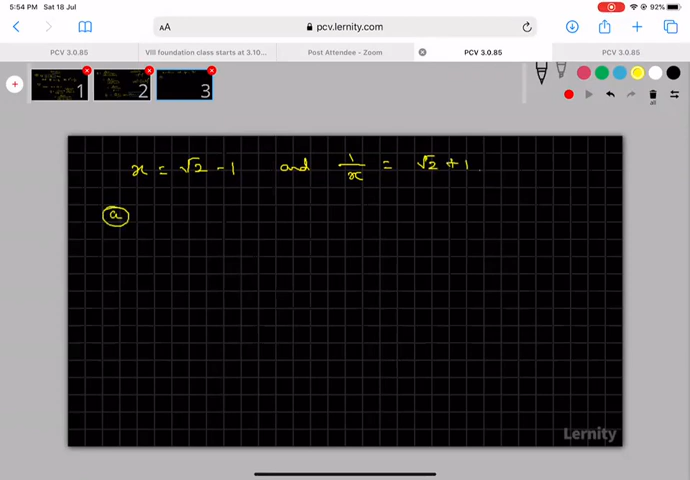 5:54 PM Sat 18 Jul
92%
AA
pcv.lernity.com
PCV 3.0.85
VIII foundation class starts at 3.10...
Post Attendee - Zoom
PCV 3.0.85
PCV 3.0.85
1
2
3
all
x = √2 - 1 and 1/x = √2 + 1.
a
Lernity